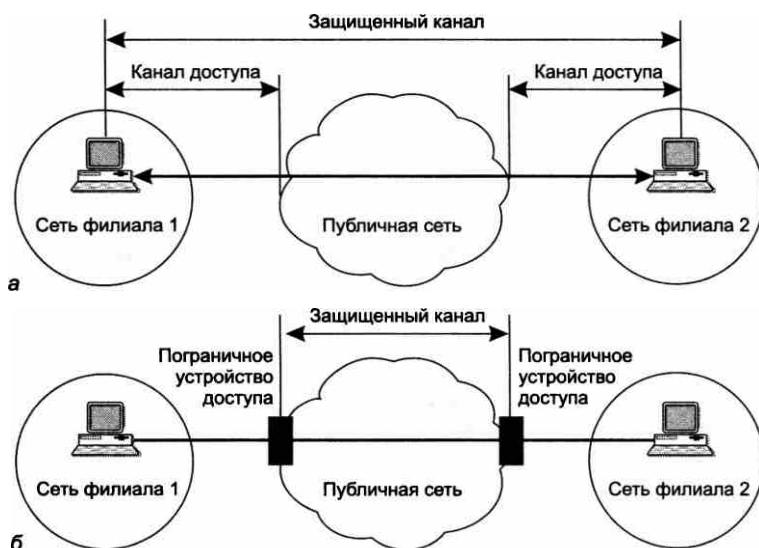 Защищенный канал
Канал доступа
Канал доступа
Сеть филиала 1
Публичная сеть
Сеть филиала 2
а
Защищенный канал
Пограничное
устройство
доступа
Пограничное
устройство
доступа
Сеть филиала 1
Публичная сеть
Сеть филиала 2
б